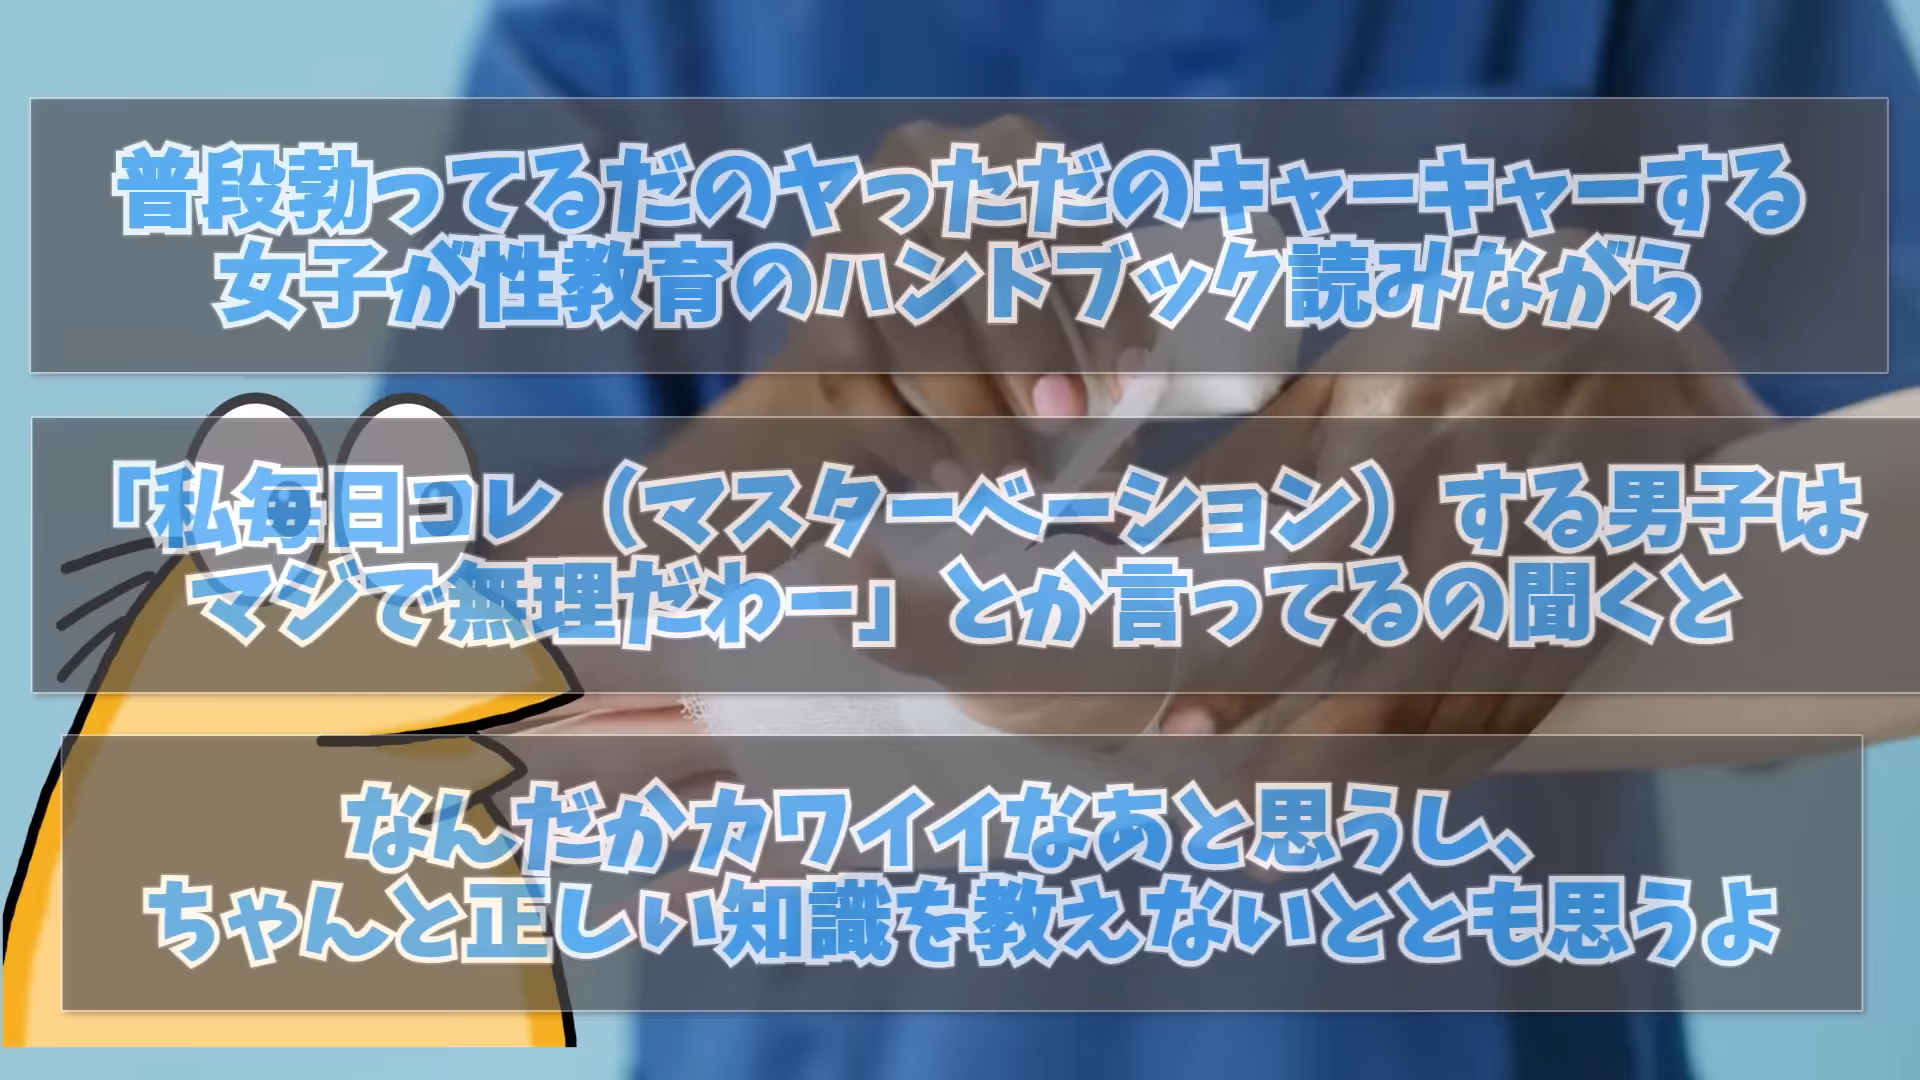 普段勃ってるだのヤっただのキャーキャーする
女子が性教育のハンドブック読みながら
「私毎日コレ（マスターベーション）する男子は
マジで無理だわー」とか言ってるの聞くと
なんだかカワイイなあと思うし、
ちゃんと正しい知識を教えないととも思うよ